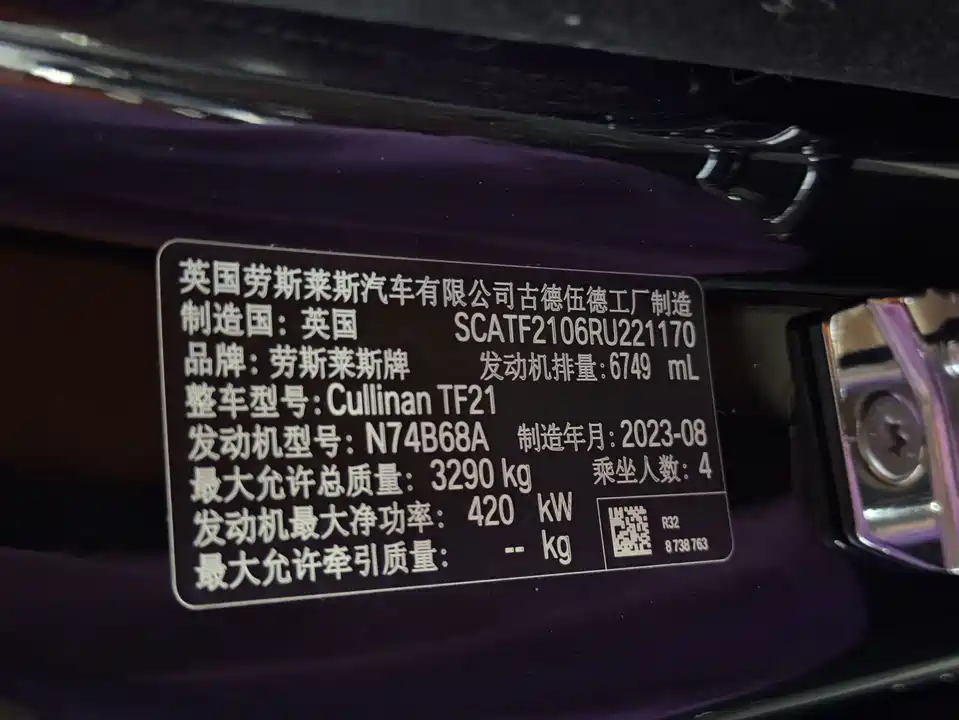 英国劳斯莱斯汽车有限公司古德伍德工厂制造
制造国：英国 SCATF2106RU221170
品牌：劳斯莱斯牌 发动机排量：6749 mL
整车型号：Cullinan TF21
发动机型号：N74B68A 制造年月：2023-08
最大允许总质量：3290 kg 乘坐人数：4
发动机最大净功率：420 kW
最大允许牵引质量：-- kg
R32
8 738 763